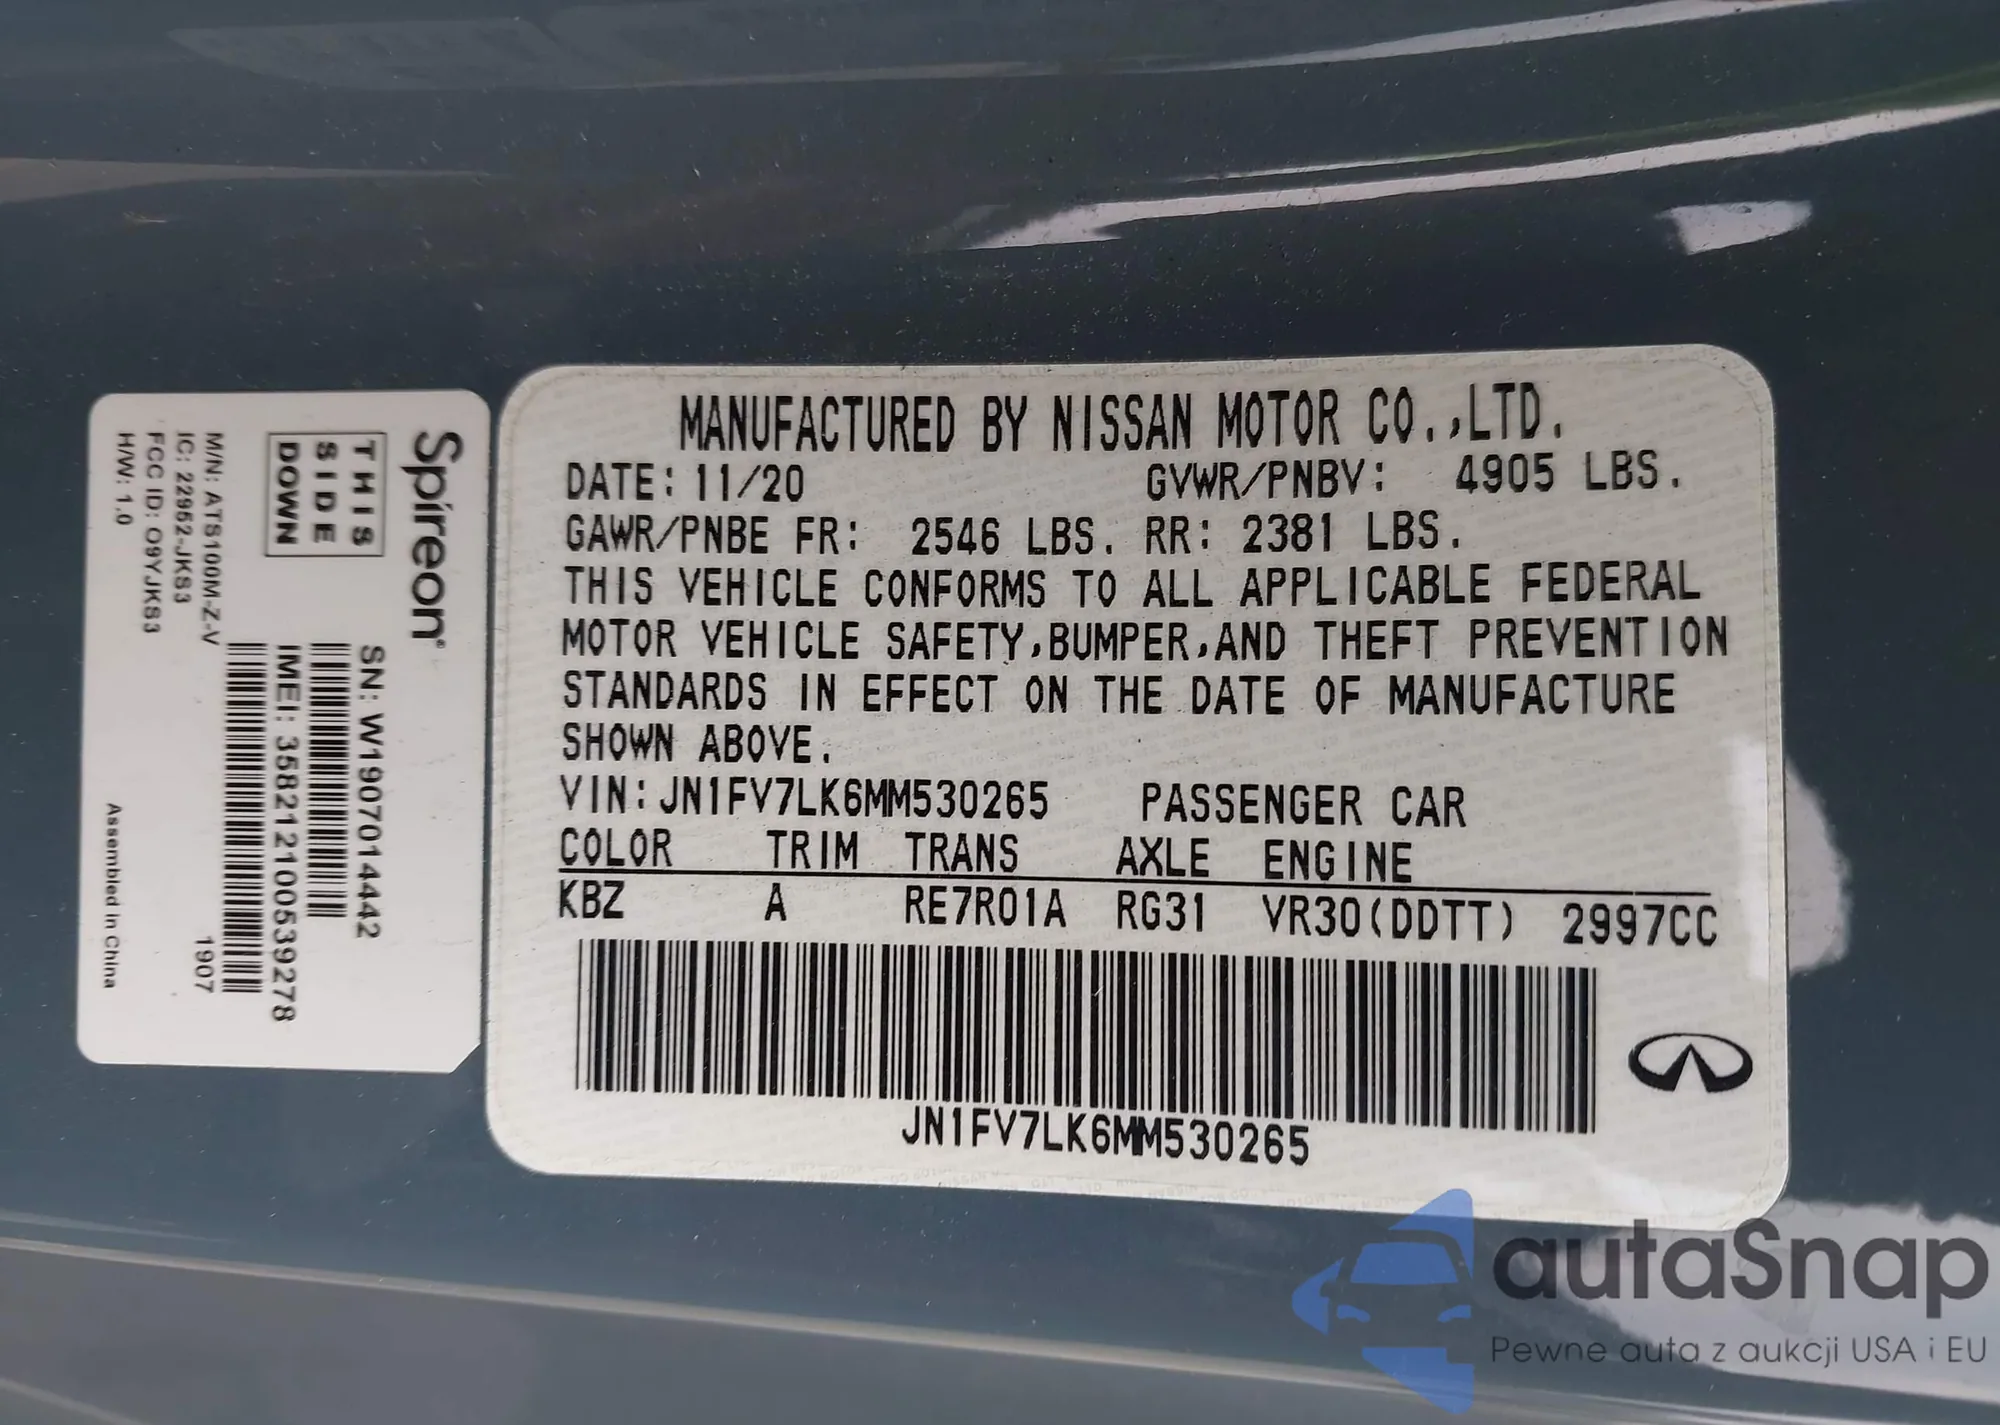 Spireon
THIS
SIDE
DOWN
SN: W1907014442
IMEI: 358212100539278
M/N: ATS100M-Z-V
IC: 22952-JKS3
FCC ID: O9YJKS3
H/W: 1.0
1907
Assembled in China
MANUFACTURED BY NISSAN MOTOR CO.,LTD.
DATE: 11/20 GVWR/PNBV: 4905 LBS.
GAWR/PNBE FR: 2546 LBS. RR: 2381 LBS.
THIS VEHICLE CONFORMS TO ALL APPLICABLE FEDERAL
MOTOR VEHICLE SAFETY,BUMPER,AND THEFT PREVENTION
STANDARDS IN EFFECT ON THE DATE OF MANUFACTURE
SHOWN ABOVE.
VIN: JN1FV7LK6MM530265 PASSENGER CAR
COLOR TRIM TRANS AXLE ENGINE
KBZ A RE7R01A RG31 VR30(DDTT) 2997CC
JN1FV7LK6MM530265
autaSnap
Pewne auta z aukcji USA i EU